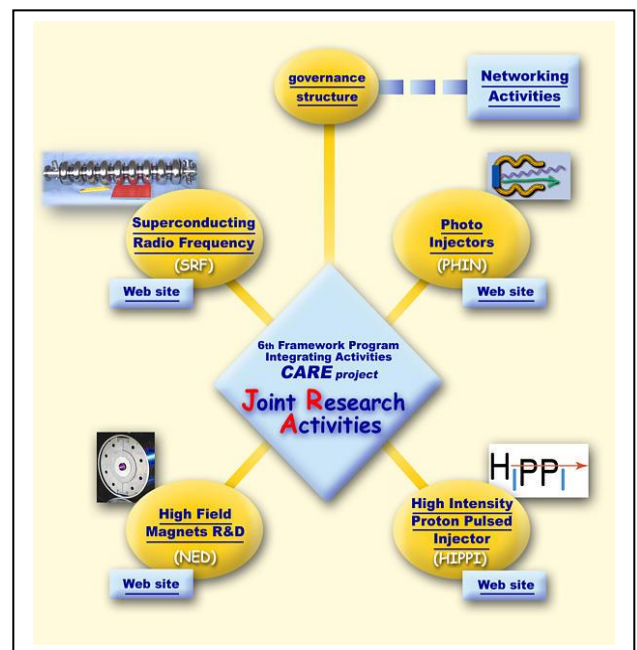 governance
structure
Networking
Activities
Superconducting
Radio Frequency
(SRF)
Web site
Photo
Injectors
(PHIN)
Web site
6th Framework Program
Integrating Activities
CARE project
Joint Research
Activities
High Field
Magnets R&D
(NED)
Web site
HIPPI
High Intensity
Proton Pulsed
Injector
(HIPPI)
Web site